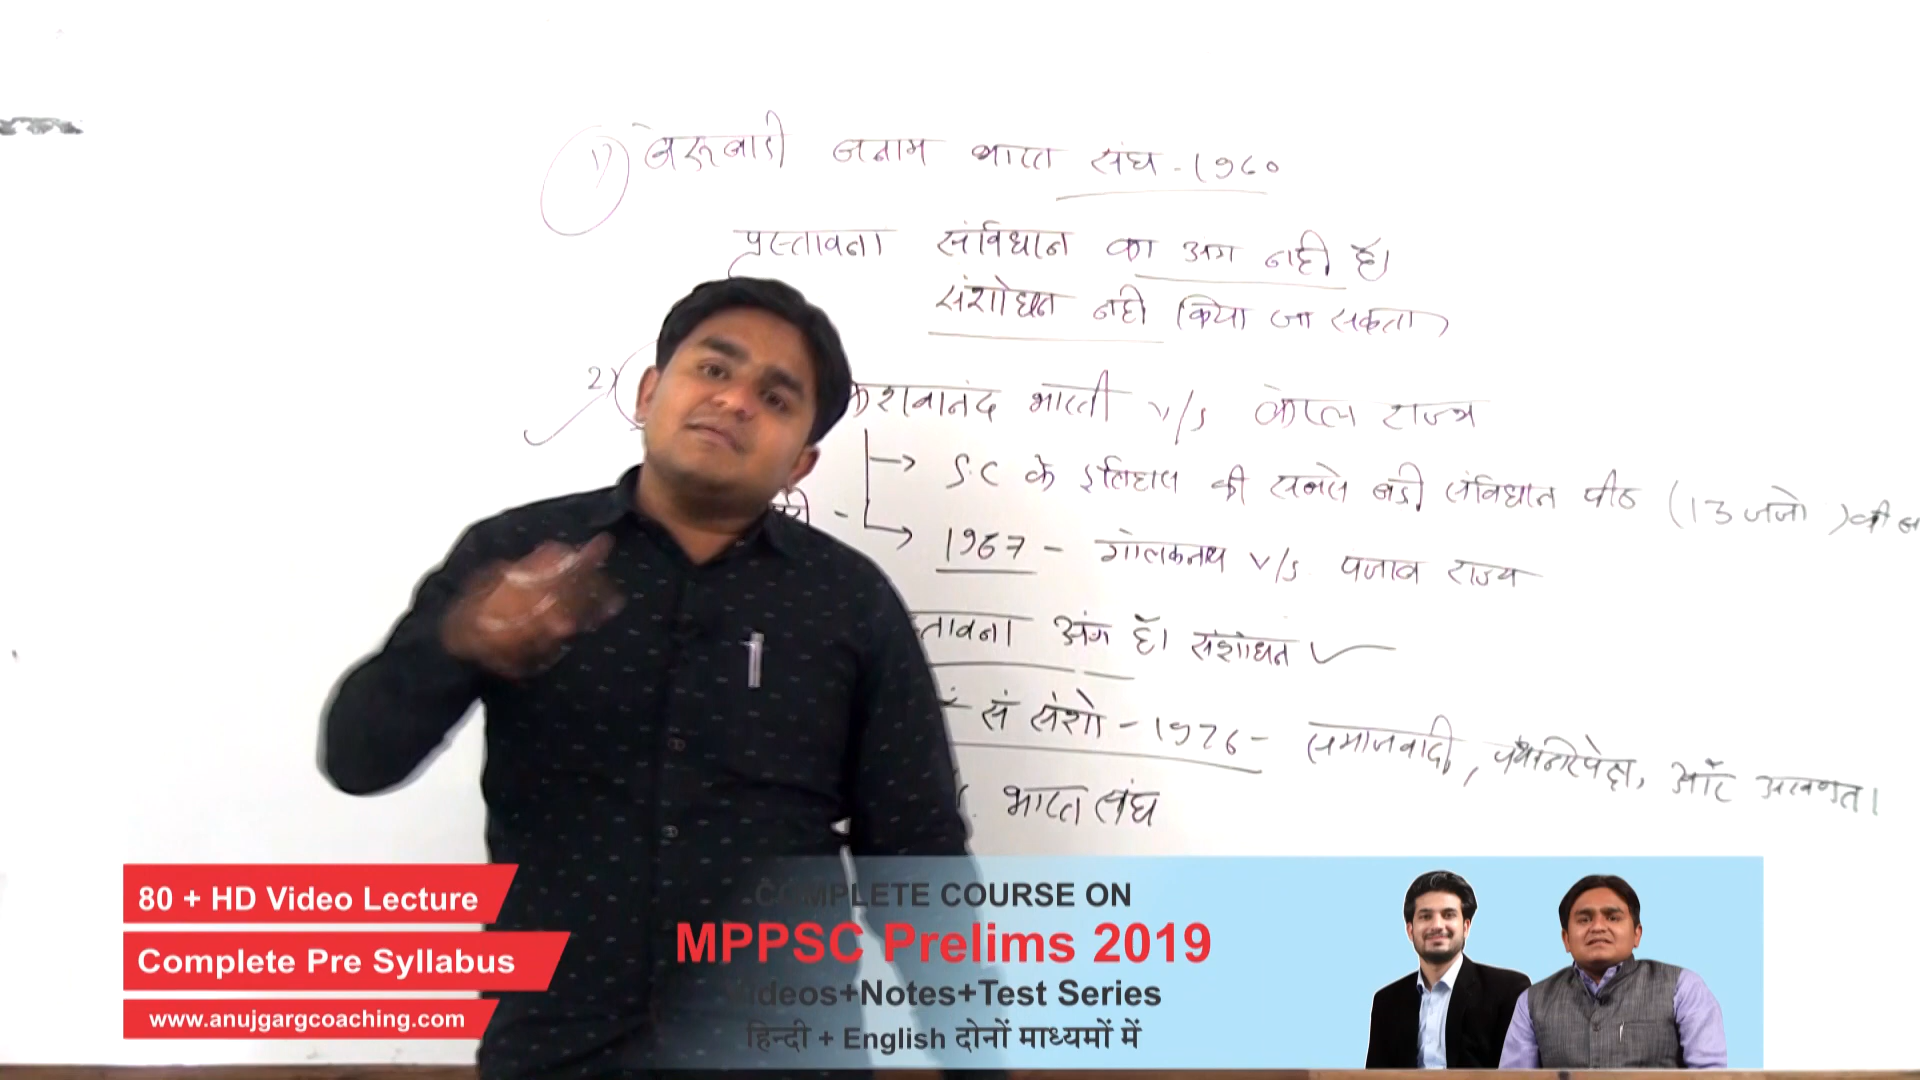 1) बेरूबाडी बनाम भारत संघ - 1960
प्रस्तावना संविधान का अंग नही है।
संशोधन नही किया जा सकता
2) केशवानंद भारती v/s केरल राज्य
S.C के इतिहास की सबसे बडी संविधान पीठ (13 जजो) की
1967 - गोलकनाथ v/s पंजाब राज्य
तावना अंग है। संशोधन ✓
सं संशो - 1976 - समाजवादी, पंथनिरपेक्ष, और अखण्डता।
भारत संघ
80 + HD Video Lecture
Complete Pre Syllabus
www.anujgargcoaching.com
COMPLETE COURSE ON
MPPSC Prelims 2019
Videos+Notes+Test Series
हिन्दी + English दोनों माध्यमों में